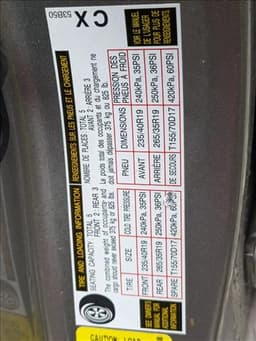 TIRE AND LOADING INFORMATION
SEATING CAPACITY: TOTAL 5
FRONT 2 : REAR 3
The combined weight of occupants and
cargo should never exceed 375 kg or 825 lbs.
TIRE SIZE COLD TIRE PRESSURE
FRONT 235/40R19 240kPa, 35PSI
REAR 265/35R19 250kPa, 36PSI
SPARE T155/70D17 420kPa, 60PSI
SEE OWNER'S
MANUAL FOR
RENSEIGNEMENTS SUR LES PNEUS ET LE CHARGEMENT
NOMBRE DE PLACES: TOTAL 5
AVANT 2 ARRIÈRE 3
Le poids total des occupants et du chargement ne
doit jamais dépasser 375 kg ou 825 lb.
PNEU DIMENSIONS PRESSION DES
PNEUS À FROID
AVANT 235/40R19 240kPa, 35PSI
ARRIÈRE 265/35R19 250kPa, 36PSI
DE SECOURS T155/70D17 420kPa, 60PSI
VOIR LE MANUEL
DE L'USAGER
POUR PLUS DE
RENSEIGNEMENTS
CX
53B50
CAUTION